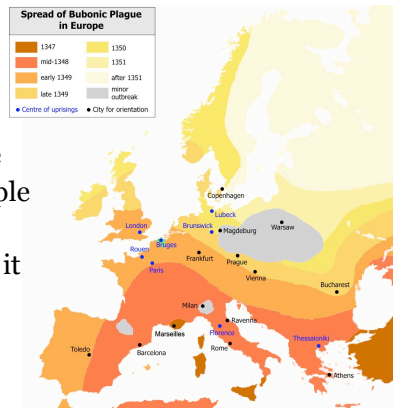 Spread of Bubonic Plague
in Europe
1347
mid-1348
early 1349
late 1349
1350
1351
after 1351
minor
outbreak
Centre of uprisings
City for orientation
ple
it
Copenhagen
Lubeck
Brunswick
Magdeburg
Warsaw
London
Bruges
Rouen
Paris
Frankfurt
Prague
Vienna
Bucharest
Milan
Ravenna
Marseilles
Florence
Rome
Toledo
Barcelona
Thessaloniki
Athens